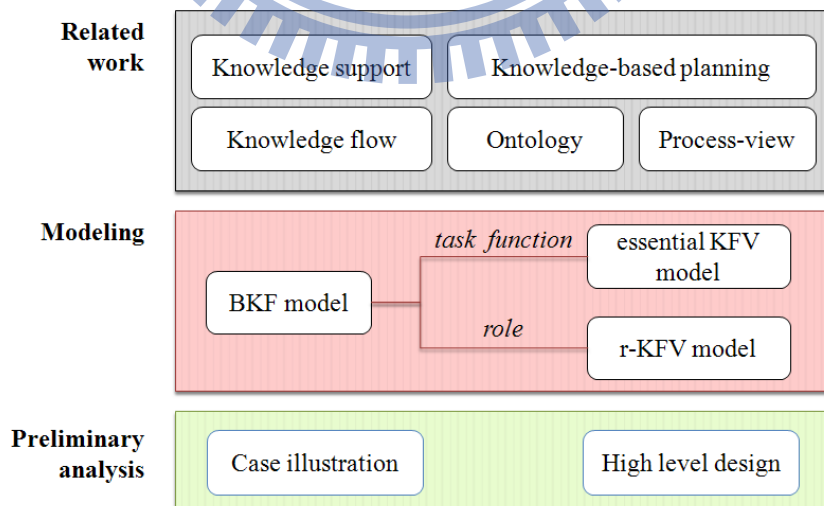 Related
work
Knowledge support
Knowledge-based planning
Knowledge flow
Ontology
Process-view
Modeling
task function
essential KFV
model
BKF model
role
r-KFV model
Preliminary
analysis
Case illustration
High level design